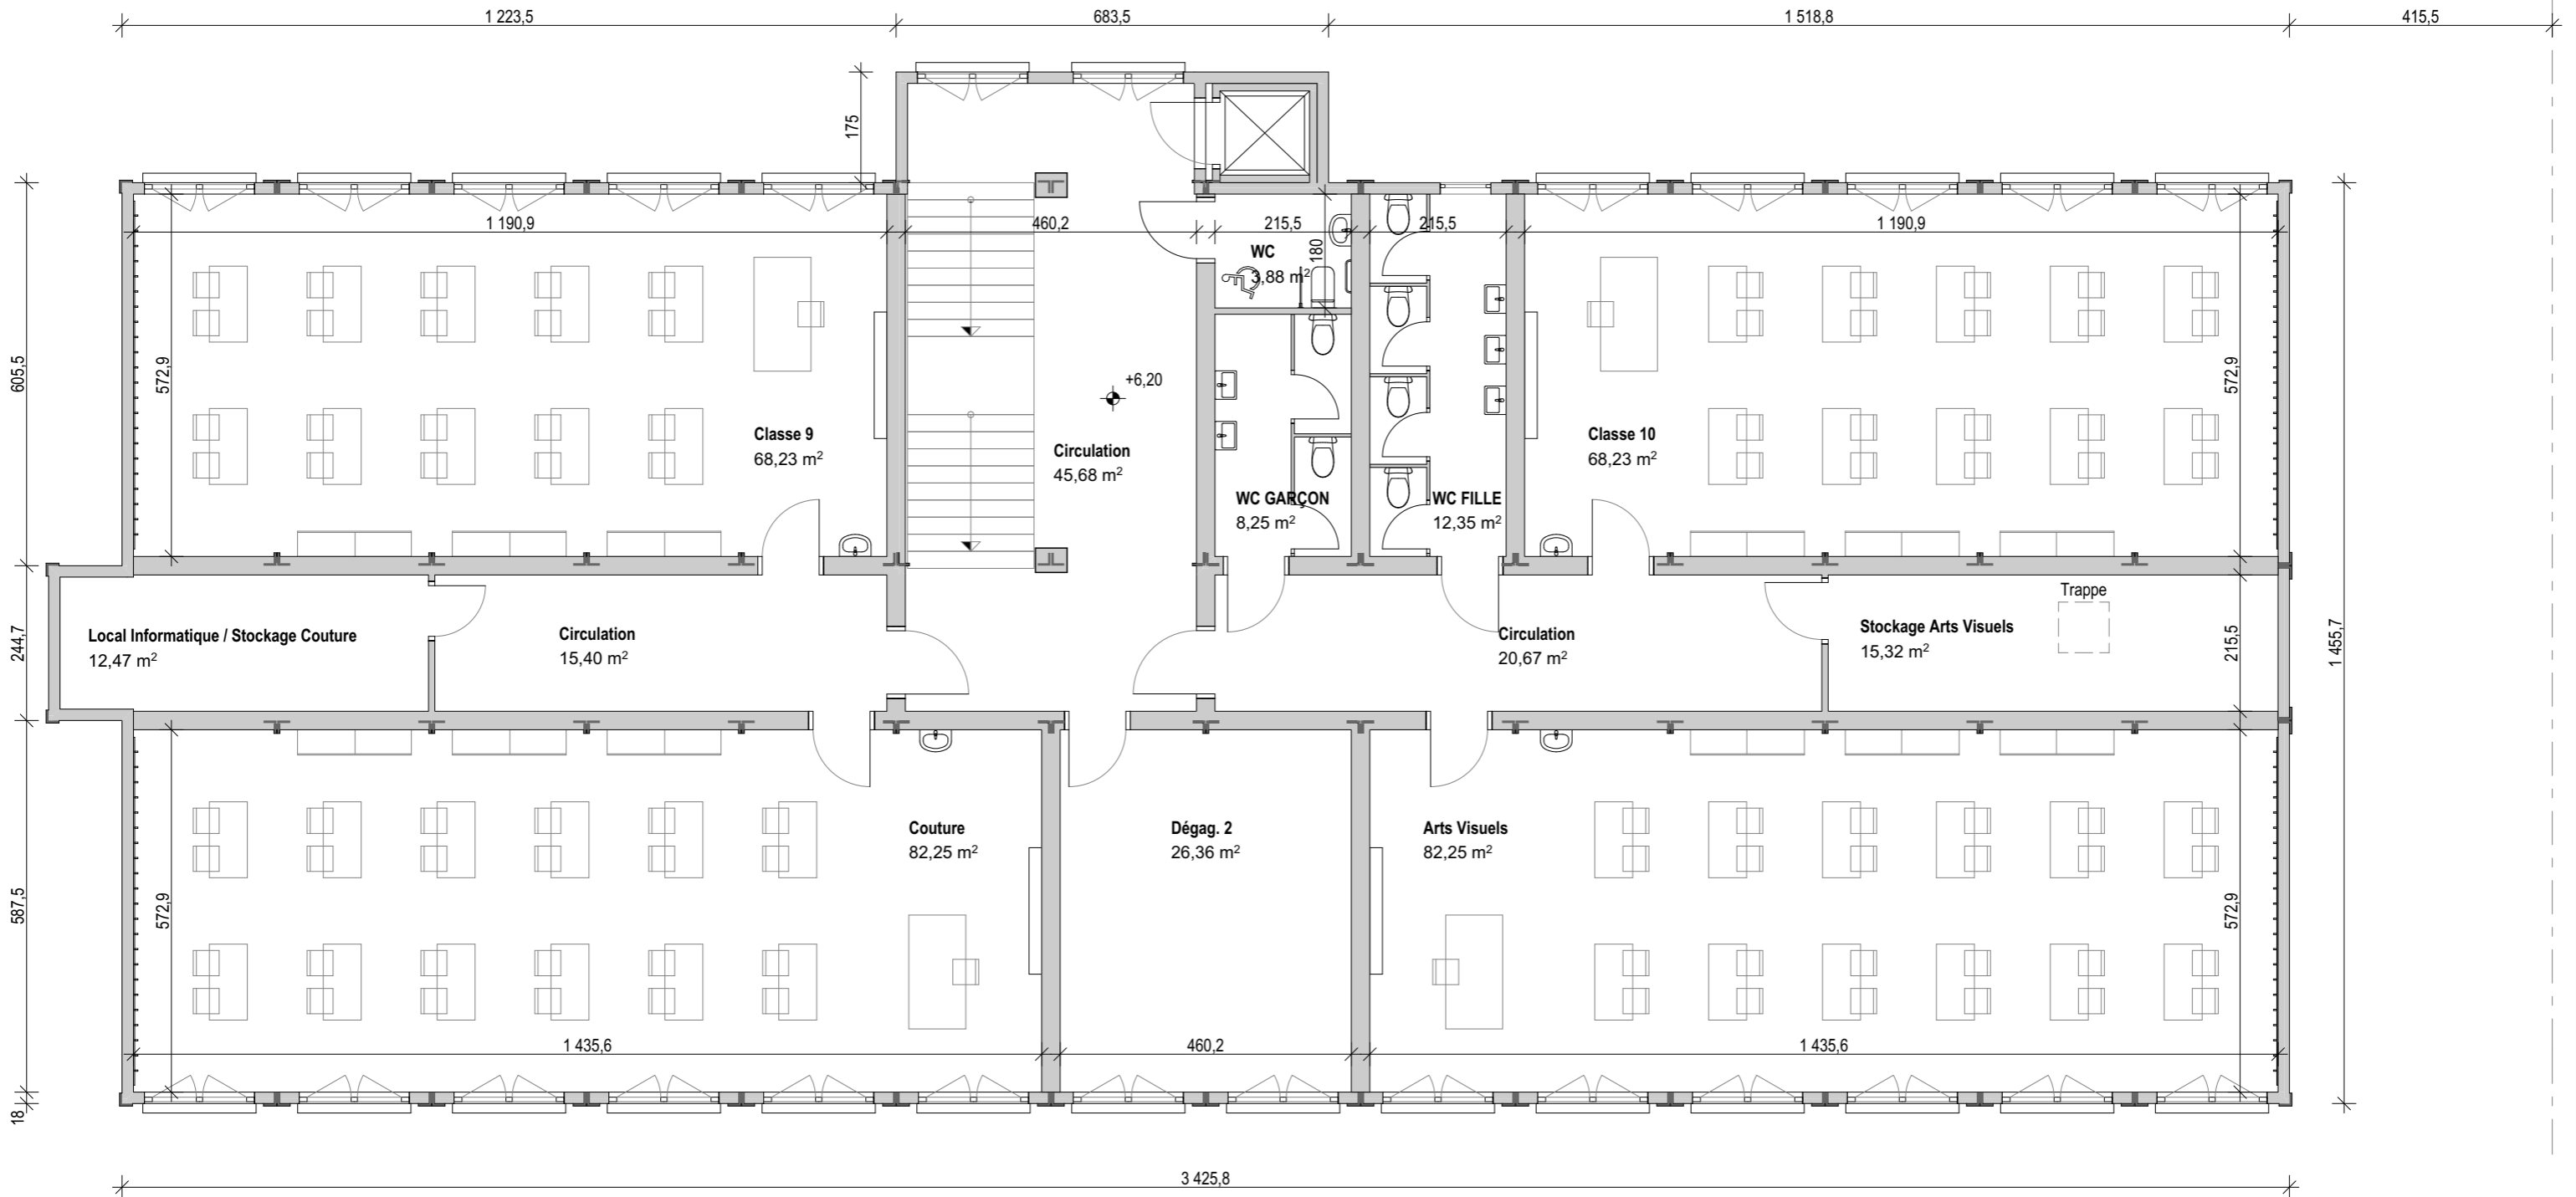 1 223,5
683,5
1 518,8
415,5
175
1 190,9
460,2
215,5
215,5
1 190,9
WC
3,88 m²
180
605,5
572,9
572,9
+6,20
Classe 9
68,23 m²
Circulation
45,68 m²
Classe 10
68,23 m²
WC GARÇON
8,25 m²
WC FILLE
12,35 m²
Trappe
244,7
Local Informatique / Stockage Couture
12,47 m²
Circulation
15,40 m²
Circulation
20,67 m²
Stockage Arts Visuels
15,32 m²
215,5
1 455,7
Couture
82,25 m²
Dégag. 2
26,36 m²
Arts Visuels
82,25 m²
587,5
572,9
572,9
1 435,6
460,2
1 435,6
18
3 425,8